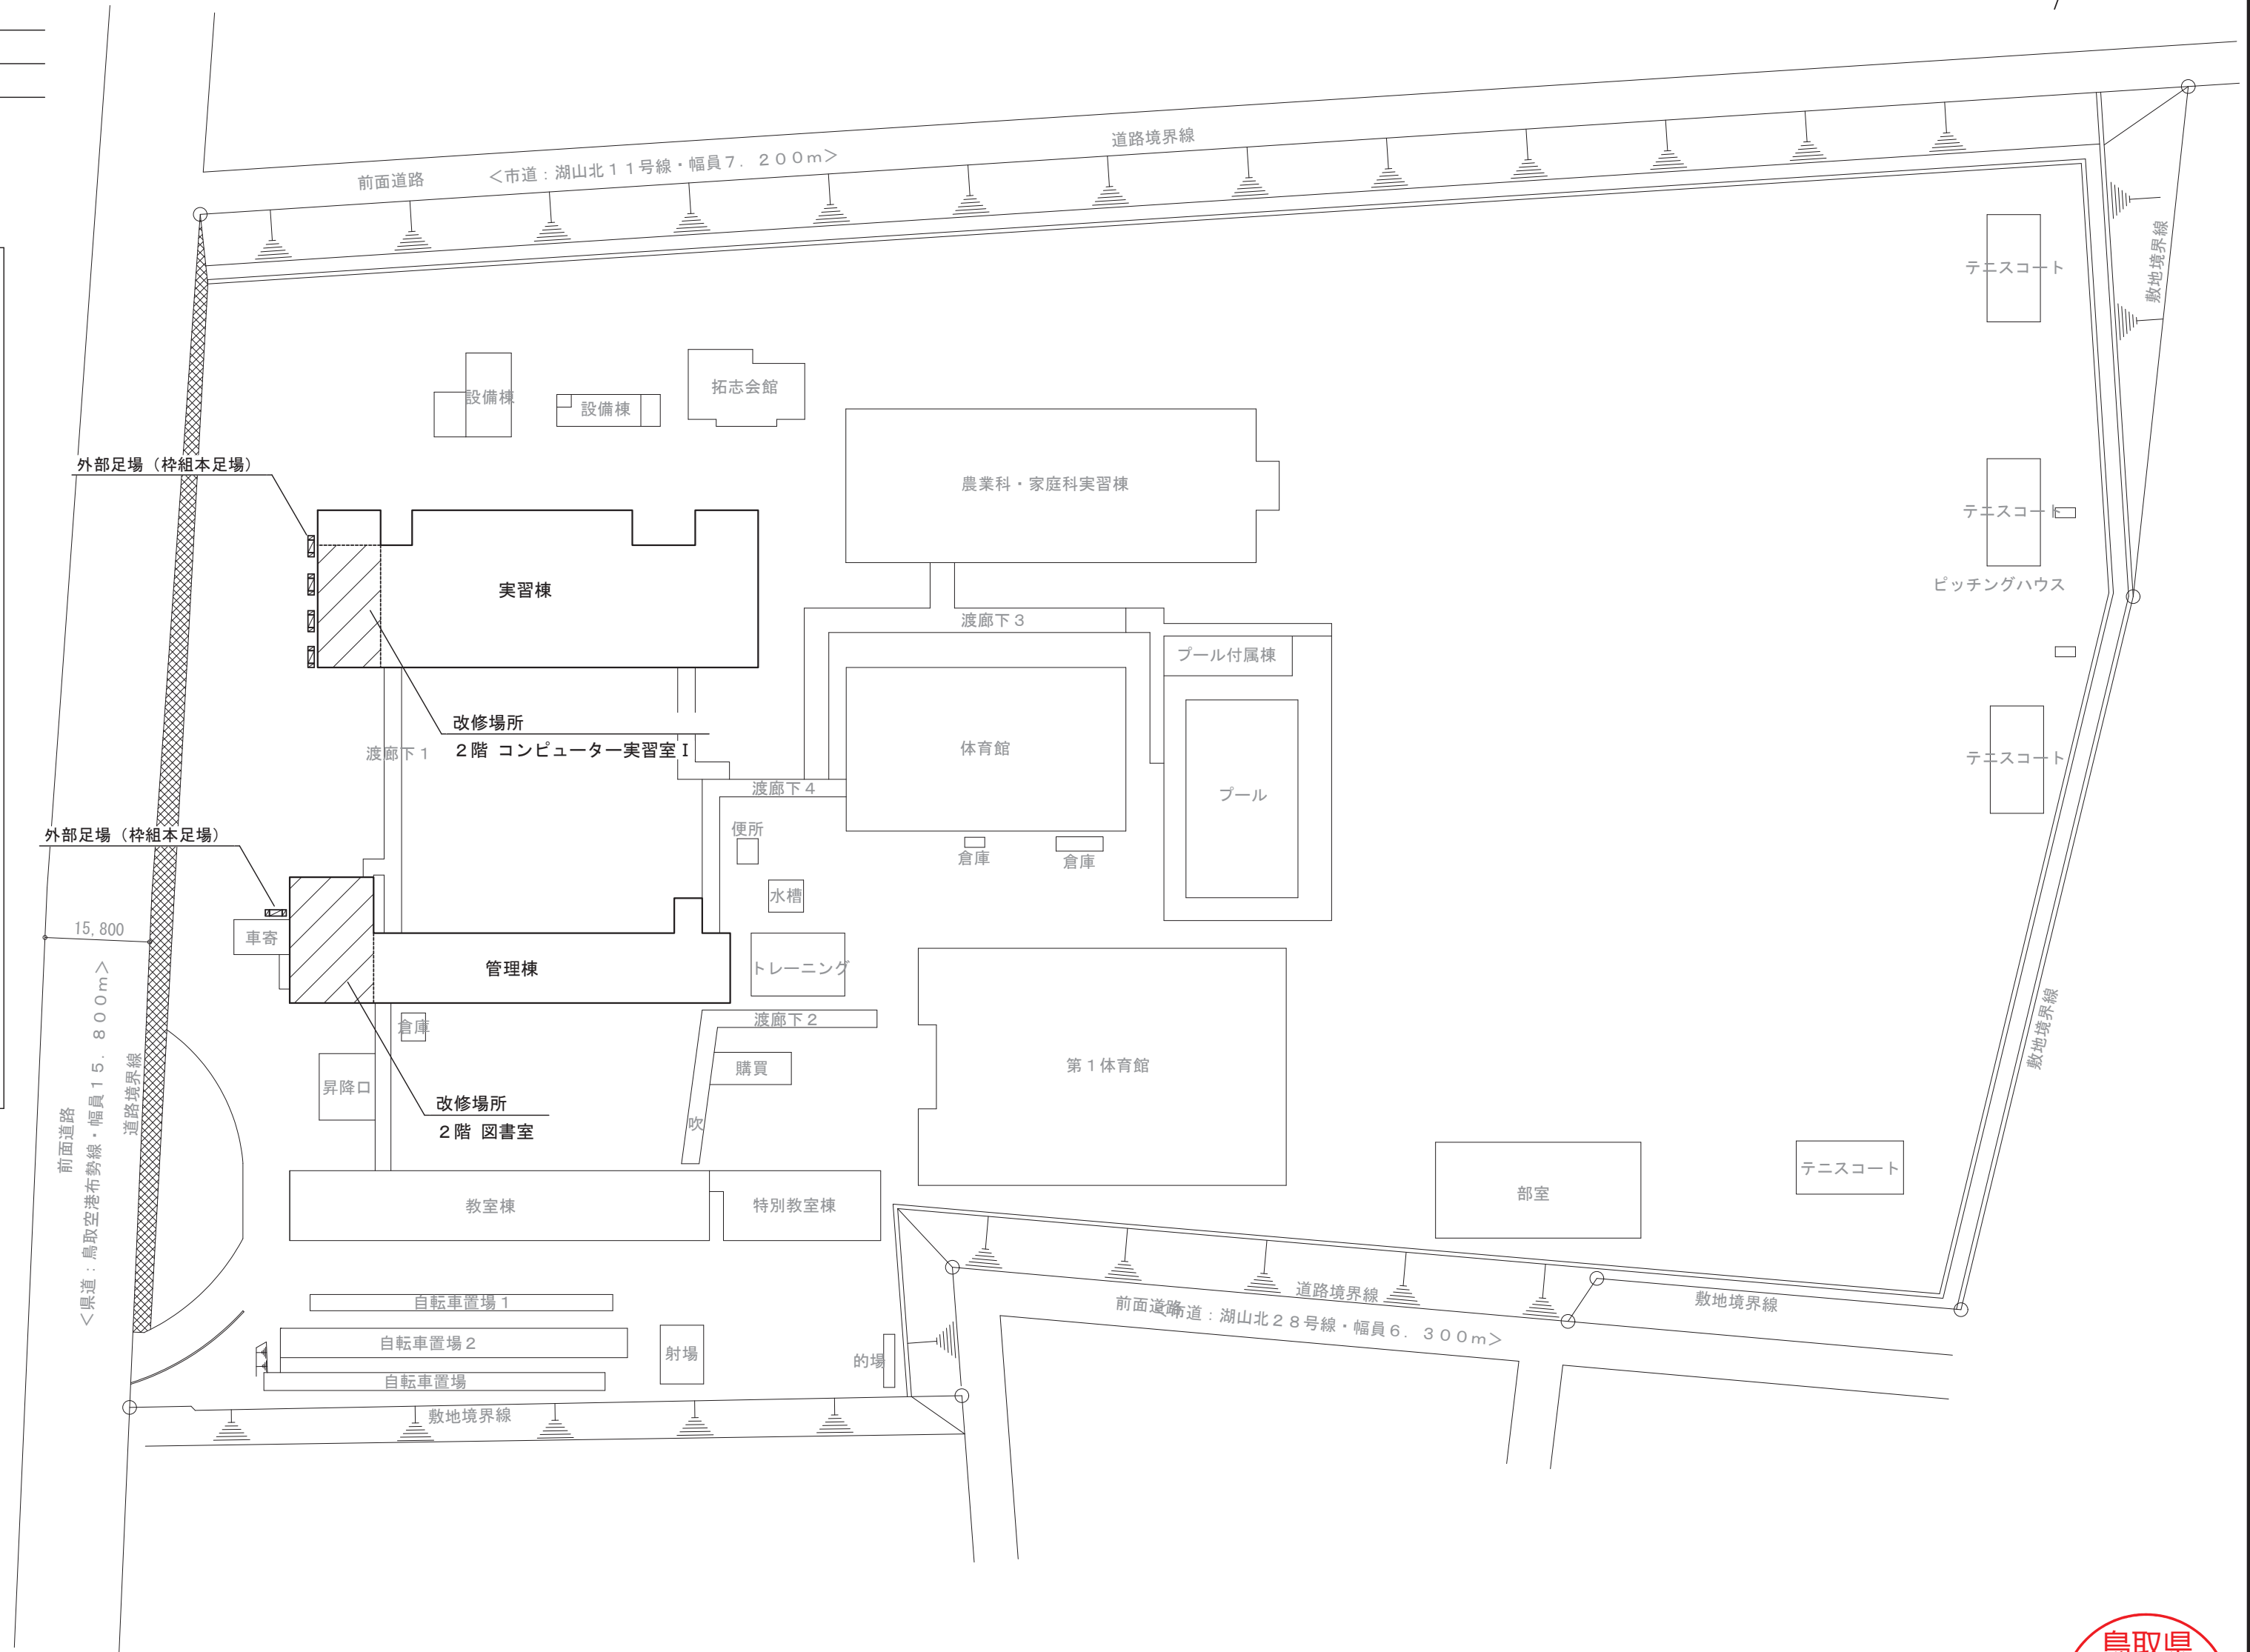 道路境界線
前面道路
＜市道：湖山北１１号線・幅員７．２００ｍ＞
敷地境界線
テニスコート
設備棟
設備棟
拓志会館
外部足場（枠組本足場）
農業科・家庭科実習棟
テニスコート
ピッチングハウス
実習棟
渡廊下３
プール付属棟
改修場所
２階 コンピューター実習室Ⅰ
渡廊下１
体育館
テニスコート
渡廊下４
プール
便所
外部足場（枠組本足場）
倉庫
倉庫
水槽
15,800
車寄
管理棟
トレーニング
渡廊下２
倉庫
敷地境界線
購買
第１体育館
昇降口
前面道路
＜県道：鳥取空港布勢線・幅員１５．８００ｍ＞
道路境界線
改修場所
２階 図書室
吹
テニスコート
部室
教室棟
特別教室棟
道路境界線
敷地境界線
前面道路
＜市道：湖山北２８号線・幅員６．３００ｍ＞
自転車置場１
自転車置場２
射場
的場
自転車置場
敷地境界線
鳥取県